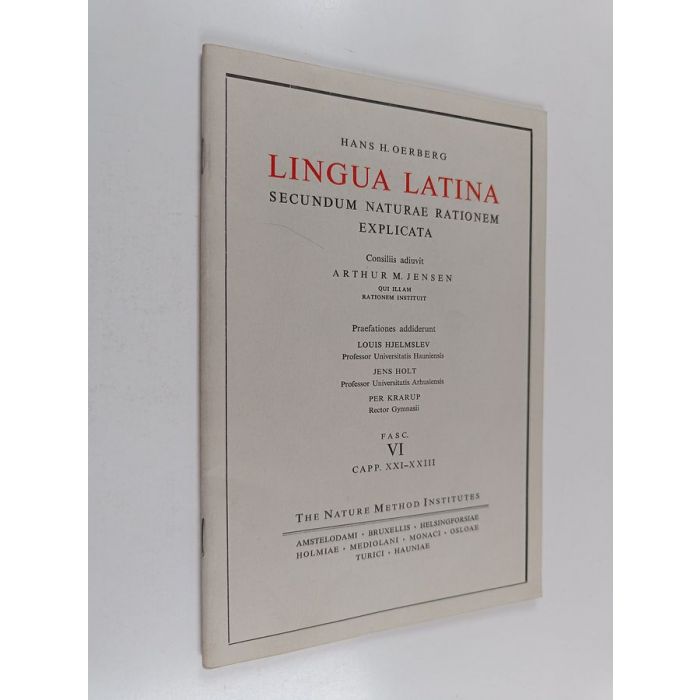 HANS H. OERBERG
LINGUA LATINA
SECUNDUM NATURAE RATIONEM
EXPLICATA
Consiliis adiuvit
ARTHUR M. JENSEN
QUI ILLAM
RATIONEM INSTITUIT
Praefationes addiderunt
LOUIS HJELMSLEV
Professor Universitatis Hauniensis
JENS HOLT
Professor Universitatis Arhusiensis
PER KRARUP
Rector Gymnasii
FASC.
VI
CAPP. XXI–XXIII
THE NATURE METHOD INSTITUTES
AMSTELODAMI · BRUXELLIS · HELSINGFORSIAE
HOLMIAE · MEDIOLANI · MONACI · OSLOAE
TURICI · HAUNIAE